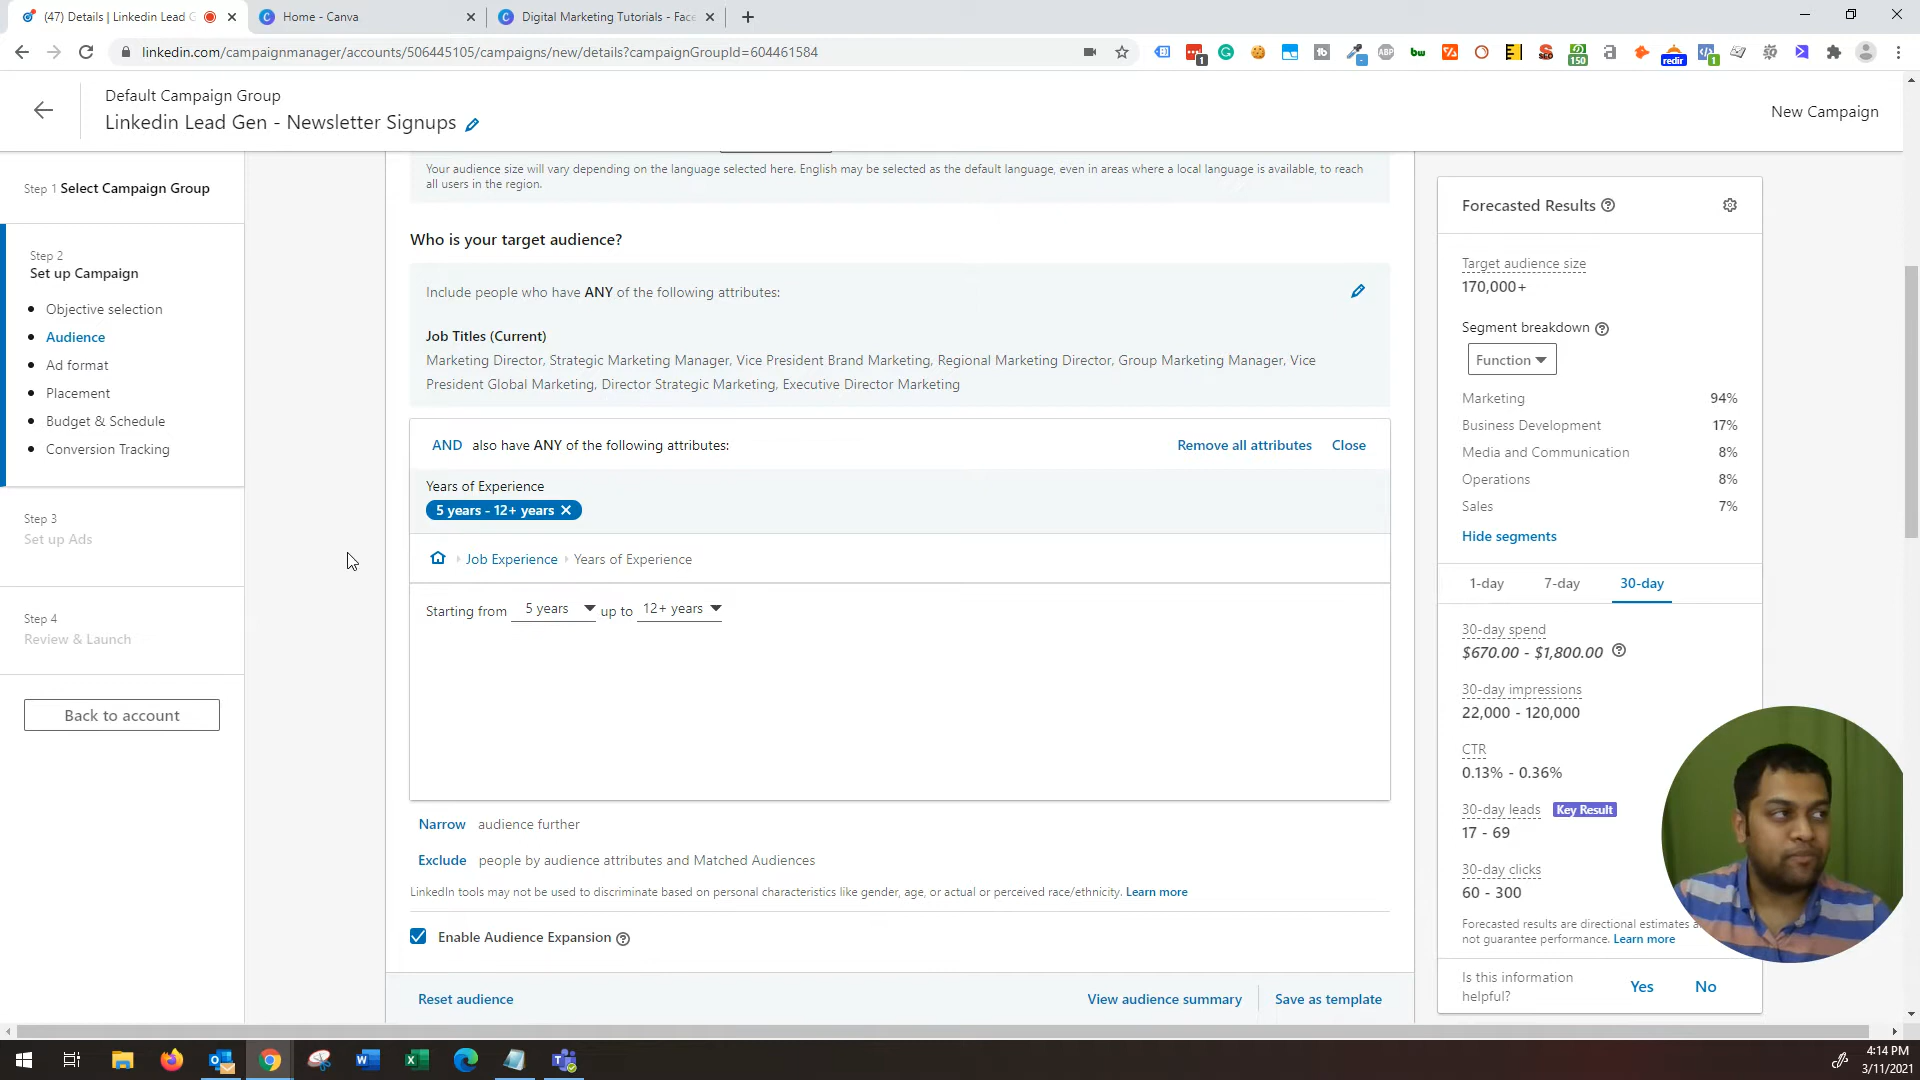 (47) Details | Linkedin Lead G
Home - Canva
Digital Marketing Tutorials - Face
linkedin.com/campaignmanager/accounts/506445105/campaigns/new/details?campaignGroupId=604461584
Default Campaign Group
Linkedin Lead Gen - Newsletter Signups
New Campaign
Step 1 Select Campaign Group
Step 2
Set up Campaign
Objective selection
Audience
Ad format
Placement
Budget & Schedule
Conversion Tracking
Step 3
Set up Ads
Step 4
Review & Launch
Back to account
Your audience size will vary depending on the language selected here. English may be selected as the default language, even in areas where a local language is available, to reach
all users in the region.
Who is your target audience?
Include people who have ANY of the following attributes:
Job Titles (Current)
Marketing Director, Strategic Marketing Manager, Vice President Brand Marketing, Regional Marketing Director, Group Marketing Manager, Vice
President Global Marketing, Director Strategic Marketing, Executive Director Marketing
AND also have ANY of the following attributes:
Remove all attributes
Close
Years of Experience
5 years - 12+ years
Job Experience
Years of Experience
Starting from 5 years up to 12+ years
Narrow audience further
Exclude people by audience attributes and Matched Audiences
LinkedIn tools may not be used to discriminate based on personal characteristics like gender, age, or actual or perceived race/ethnicity. Learn more
Enable Audience Expansion
Reset audience
View audience summary
Save as template
Forecasted Results
Target audience size
170,000+
Segment breakdown
Function
Marketing 94%
Business Development 17%
Media and Communication 8%
Operations 8%
Sales 7%
Hide segments
1-day 7-day 30-day
30-day spend
$670.00 - $1,800.00
30-day impressions
22,000 - 120,000
CTR
0.13% - 0.36%
30-day leads Key Result
17 - 69
30-day clicks
60 - 300
Forecasted results are directional estimates a
not guarantee performance. Learn more
Is this information
helpful?
Yes
No
4:14 PM
3/11/2021